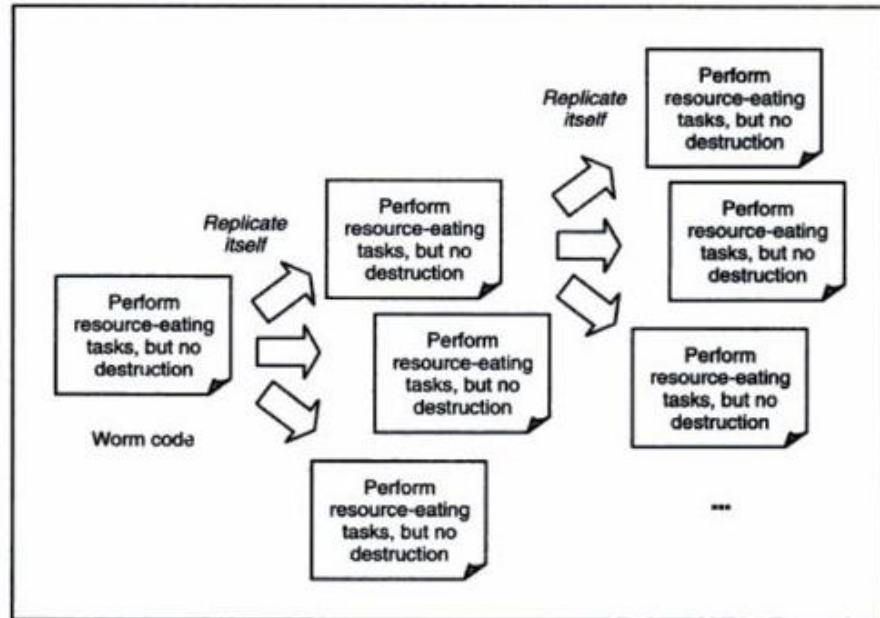 Perform
resource-eating
tasks, but no
destruction
Worm code
Replicate
itself
Perform
resource-eating
tasks, but no
destruction
Perform
resource-eating
tasks, but no
destruction
Perform
resource-eating
tasks, but no
destruction
Replicate
itself
Perform
resource-eating
tasks, but no
destruction
Perform
resource-eating
tasks, but no
destruction
Perform
resource-eating
tasks, but no
destruction
...